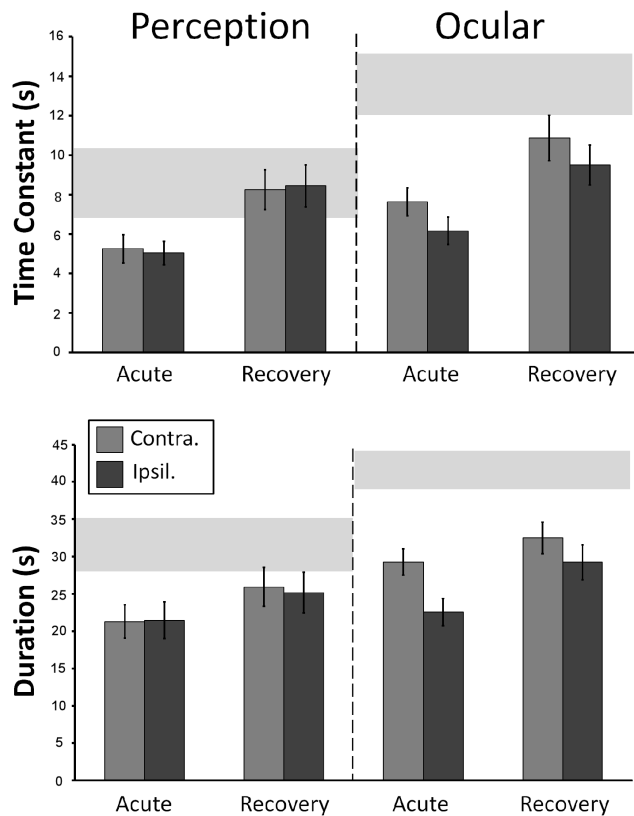 Perception Ocular
Time Constant (s)
16
14
12
10
8
6
4
2
0
Acute Recovery Acute Recovery
Contra.
Ipsil.
Duration (s)
45
40
35
30
25
20
15
10
5
0
Acute Recovery Acute Recovery